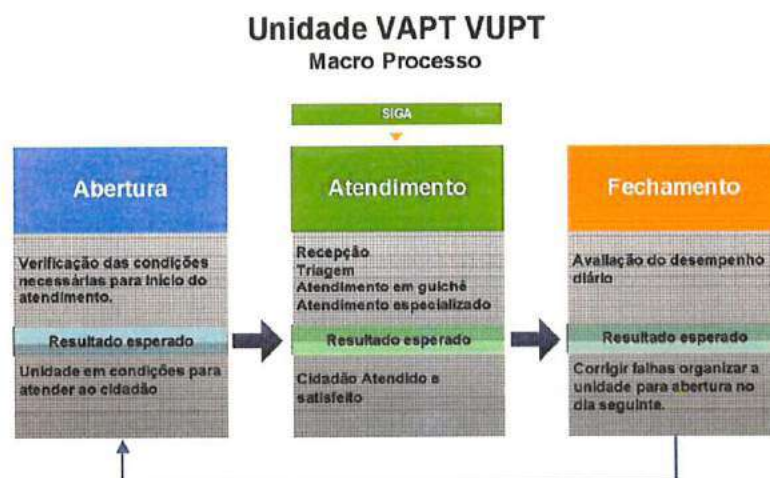 Unidade VAPT VUPT
Macro Processo
SIGA
Abertura
Verificação das condições
necessárias para início do
atendimento.
Resultado esperado
Unidade em condições para
atender ao cidadão
Atendimento
Recepção
Triagem
Atendimento em guichê
Atendimento especializado
Resultado esperado
Cidadão Atendido e
satisfeito
Fechamento
Avaliação do desempenho
diário
Resultado esperado
Corrigir falhas organizar a
unidade para abertura no
dia seguinte.